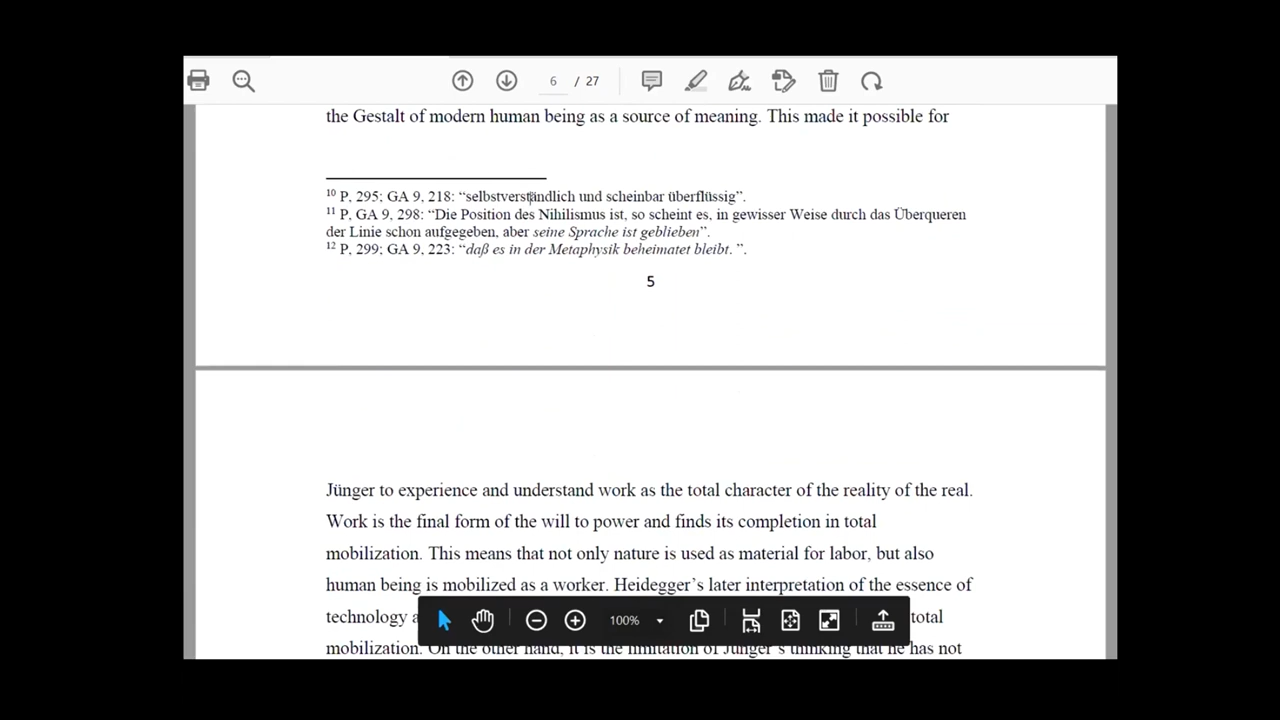 6 / 27
the Gestalt of modern human being as a source of meaning. This made it possible for
10 P, 295; GA 9, 218: “selbstverständlich und scheinbar überflüssig”.
11 P, GA 9, 298: “Die Position des Nihilismus ist, so scheint es, in gewisser Weise durch das Überqueren
der Linie schon aufgegeben, aber seine Sprache ist geblieben”.
12 P, 299; GA 9, 223: “daß es in der Metaphysik beheimatet bleibt. ”.
5
Jünger to experience and understand work as the total character of the reality of the real.
Work is the final form of the will to power and finds its completion in total
mobilization. This means that not only nature is used as material for labor, but also
human being is mobilized as a worker. Heidegger’s later interpretation of the essence of
technology a total
100%
mobilization. On the other hand, it is the limitation of Jünger’s thinking that he has not